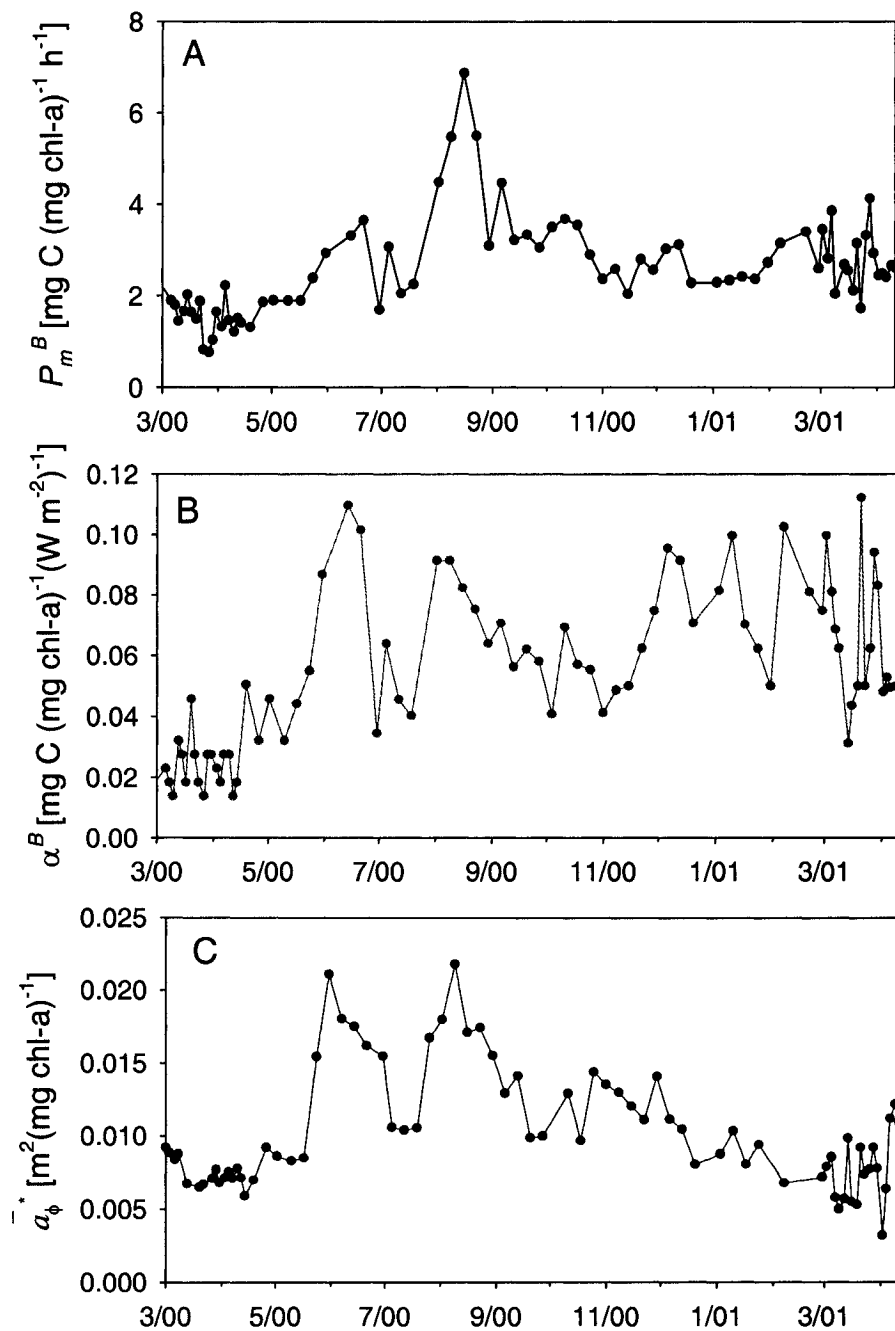 A
P_m^B [mg C (mg chl-a)^-1 h^-1]
8
6
4
2
0
3/00 5/00 7/00 9/00 11/00 1/01 3/01
B
α^B [mg C (mg chl-a)^-1 (W m^-2)^-1]
0.12
0.10
0.08
0.06
0.04
0.02
0.00
3/00 5/00 7/00 9/00 11/00 1/01 3/01
C
ā_ϕ^* [m^2 (mg chl-a)^-1]
0.025
0.020
0.015
0.010
0.005
0.000
3/00 5/00 7/00 9/00 11/00 1/01 3/01